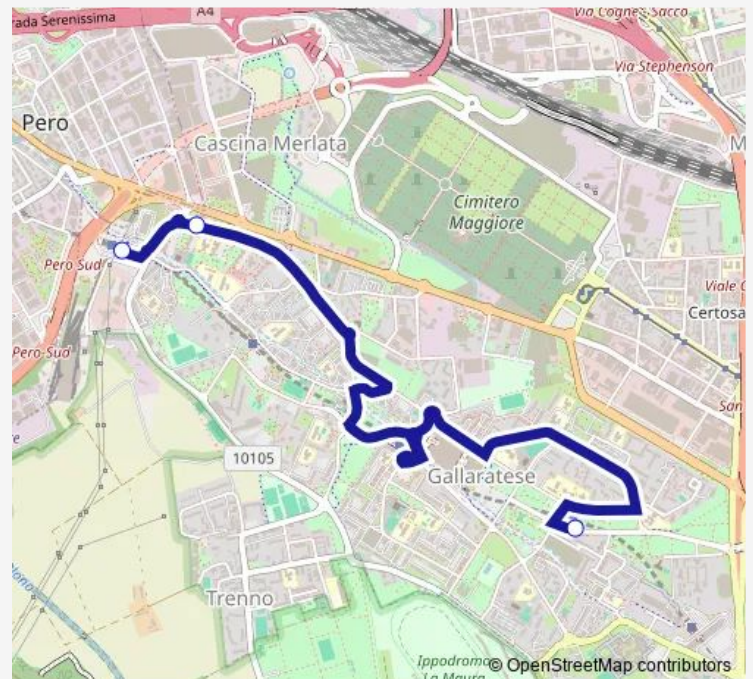 rada Serenissima
A4
Via Cognes Sacco
Via Stephenson
Pero
Cascina Merlata
Cimitero
Maggiore
Pero Sud
Viale C
Certosa
Pero-Sud
San
10105
Gallaratese
Trenno
Ippodromo
La Maura
© OpenStreetMap contributors